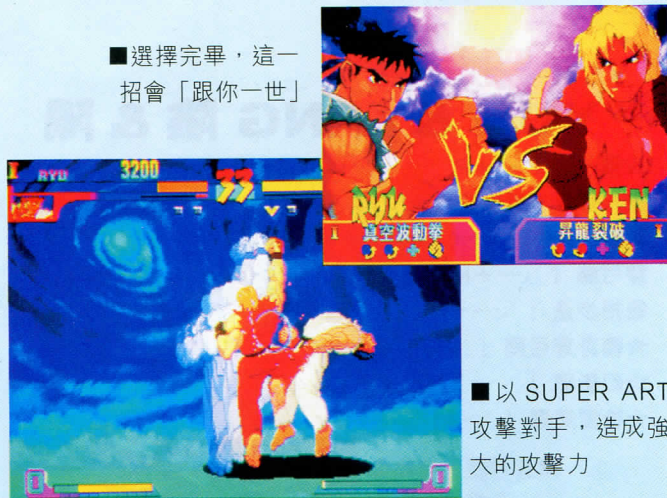 ■選擇完畢，這一
招會「跟你一世」
VS
RYU
KEN
I 真空波動拳
I 昇龍裂破
I RYU 3200
33
■以 SUPER ART
攻擊對手，造成強
大的攻擊力